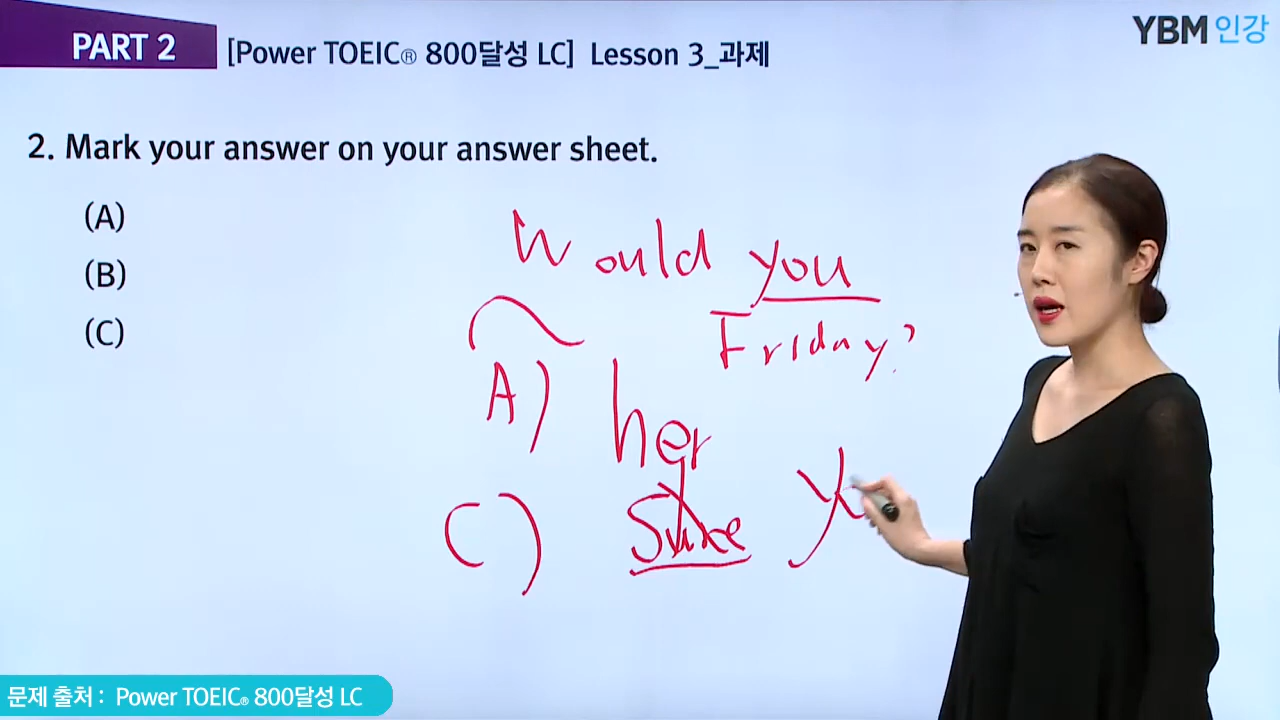 PART 2
[Power TOEIC® 800달성 LC] Lesson 3_과제
YBM 인강
2. Mark your answer on your answer sheet.
(A)
(B)
(C)
Would you
Friday?
A) her
C) Sure Yo
문제 출처 : Power TOEIC® 800달성 LC